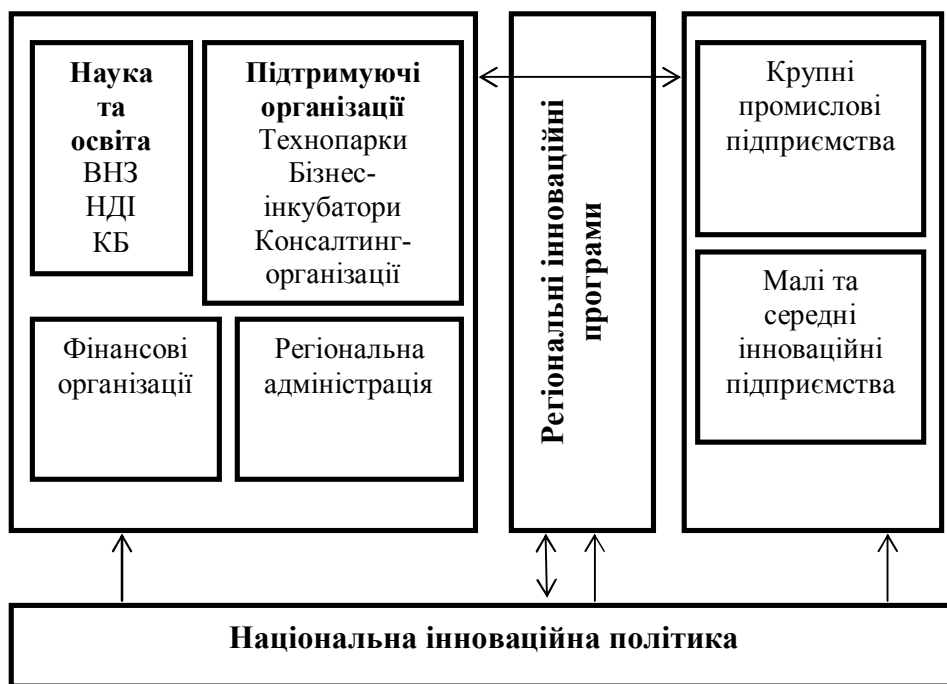 Наука
та
освіта
ВНЗ
НДІ
КБ
Підтримуючі
організації
Технопарки
Бізнес-
інкубатори
Консалтинг-
організації
Фінансові
організації
Регіональна
адміністрація
Регіональні інноваційні
програми
Крупні
промислові
підприємства
Малі та
середні
інноваційні
підприємства
Національна інноваційна політика